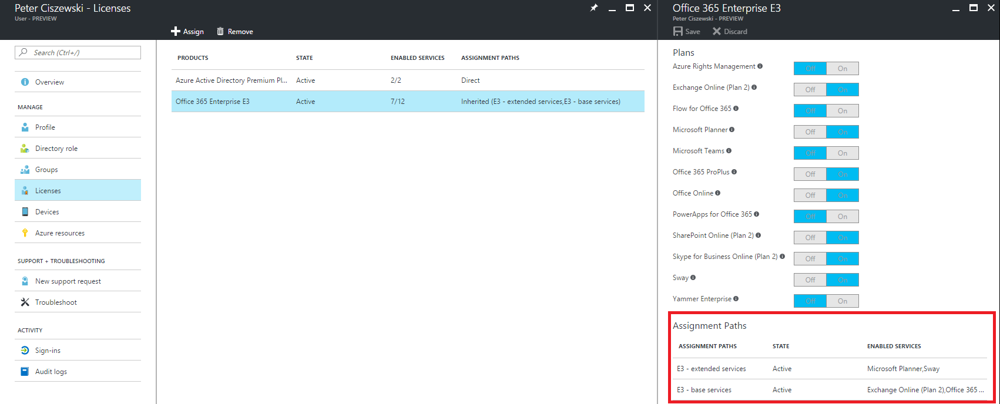 Peter Ciszewski - Licenses
User - PREVIEW
Assign Remove
Search (Ctrl+/)
Overview
MANAGE
Profile
Directory role
Groups
Licenses
Devices
Azure resources
SUPPORT + TROUBLESHOOTING
New support request
Troubleshoot
ACTIVITY
Sign-ins
Audit logs
PRODUCTS STATE ENABLED SERVICES ASSIGNMENT PATHS
Azure Active Directory Premium Pl... Active 2/2 Direct
Office 365 Enterprise E3 Active 7/12 Inherited (E3 - extended services,E3 - base services)
Office 365 Enterprise E3
Peter Ciszewski - PREVIEW
Save Discard
Plans
Azure Rights Management Off On
Exchange Online (Plan 2) Off On
Flow for Office 365 Off On
Microsoft Planner Off On
Microsoft Teams Off On
Office 365 ProPlus Off On
Office Online Off On
PowerApps for Office 365 Off On
SharePoint Online (Plan 2) Off On
Skype for Business Online (Plan 2) Off On
Sway Off On
Yammer Enterprise Off On
Assignment Paths
ASSIGNMENT PATHS STATE ENABLED SERVICES
E3 - extended services Active Microsoft Planner,Sway
E3 - base services Active Exchange Online (Plan 2),Office 365 ...